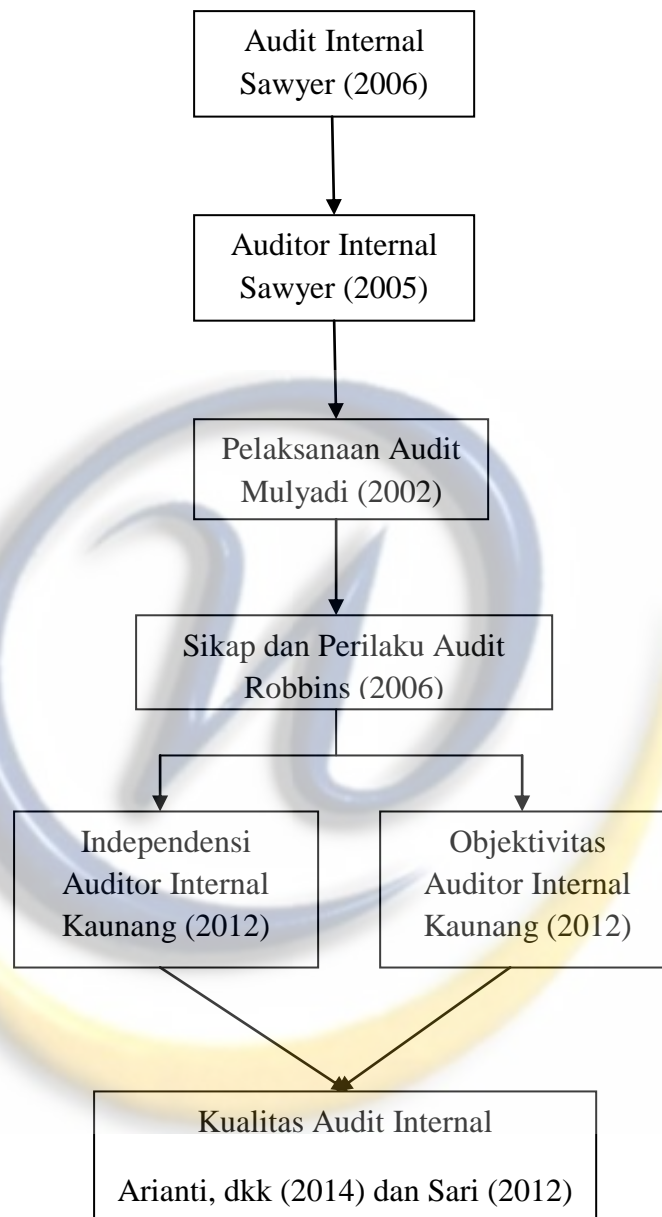 Audit Internal
Sawyer (2006)
Auditor Internal
Sawyer (2005)
Pelaksanaan Audit
Mulyadi (2002)
Sikap dan Perilaku Audit
Robbins (2006)
Independensi
Auditor Internal
Kaunang (2012)
Objektivitas
Auditor Internal
Kaunang (2012)
Kualitas Audit Internal
Arianti, dkk (2014) dan Sari (2012)